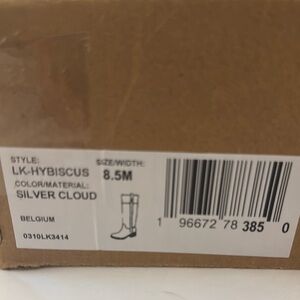 STYLE: SIZE/WIDTH:
LK-HYBISCUS 8.5M
COLOR/MATERIAL:
SILVER CLOUD
BELGIUM
0310LK3414
1 96672 78 385 0